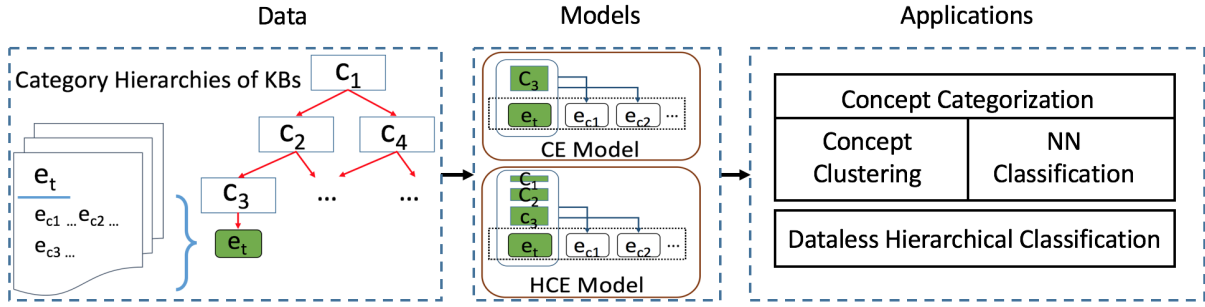 Data
Models
Applications
Category Hierarchies of KBs
c1
c2
c4
c3
...
...
et
et
ec1 ...ec2 ...
ec3 ...
C3
et
ec1
ec2
...
CE Model
C1
C2
c3
et
ec1
ec2
...
HCE Model
Concept Categorization
Concept
Clustering
NN
Classification
Dataless Hierarchical Classification